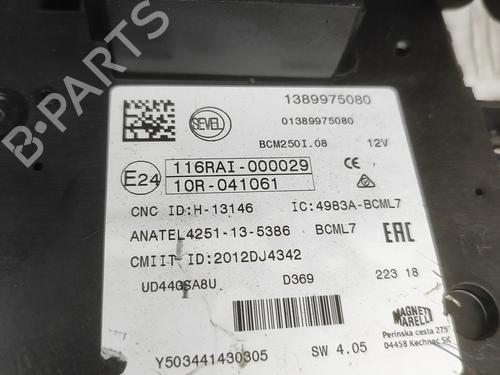 1389975080
SEVEL
01389975080
BCM250I.08 12V
E24
116RAI-000029
10R-041061
CNC ID:H-13146 IC:4983A-BCML7
ANATEL4251-13-5386 BCML7
CMIIT-ID:2012DJ4342
UD44GSA8U D369 223 18
MAGNETI
MARELLI
Perinska cesta 275
04458 Kechnec SK
Y503441430305 SW 4.05
B-PARTS